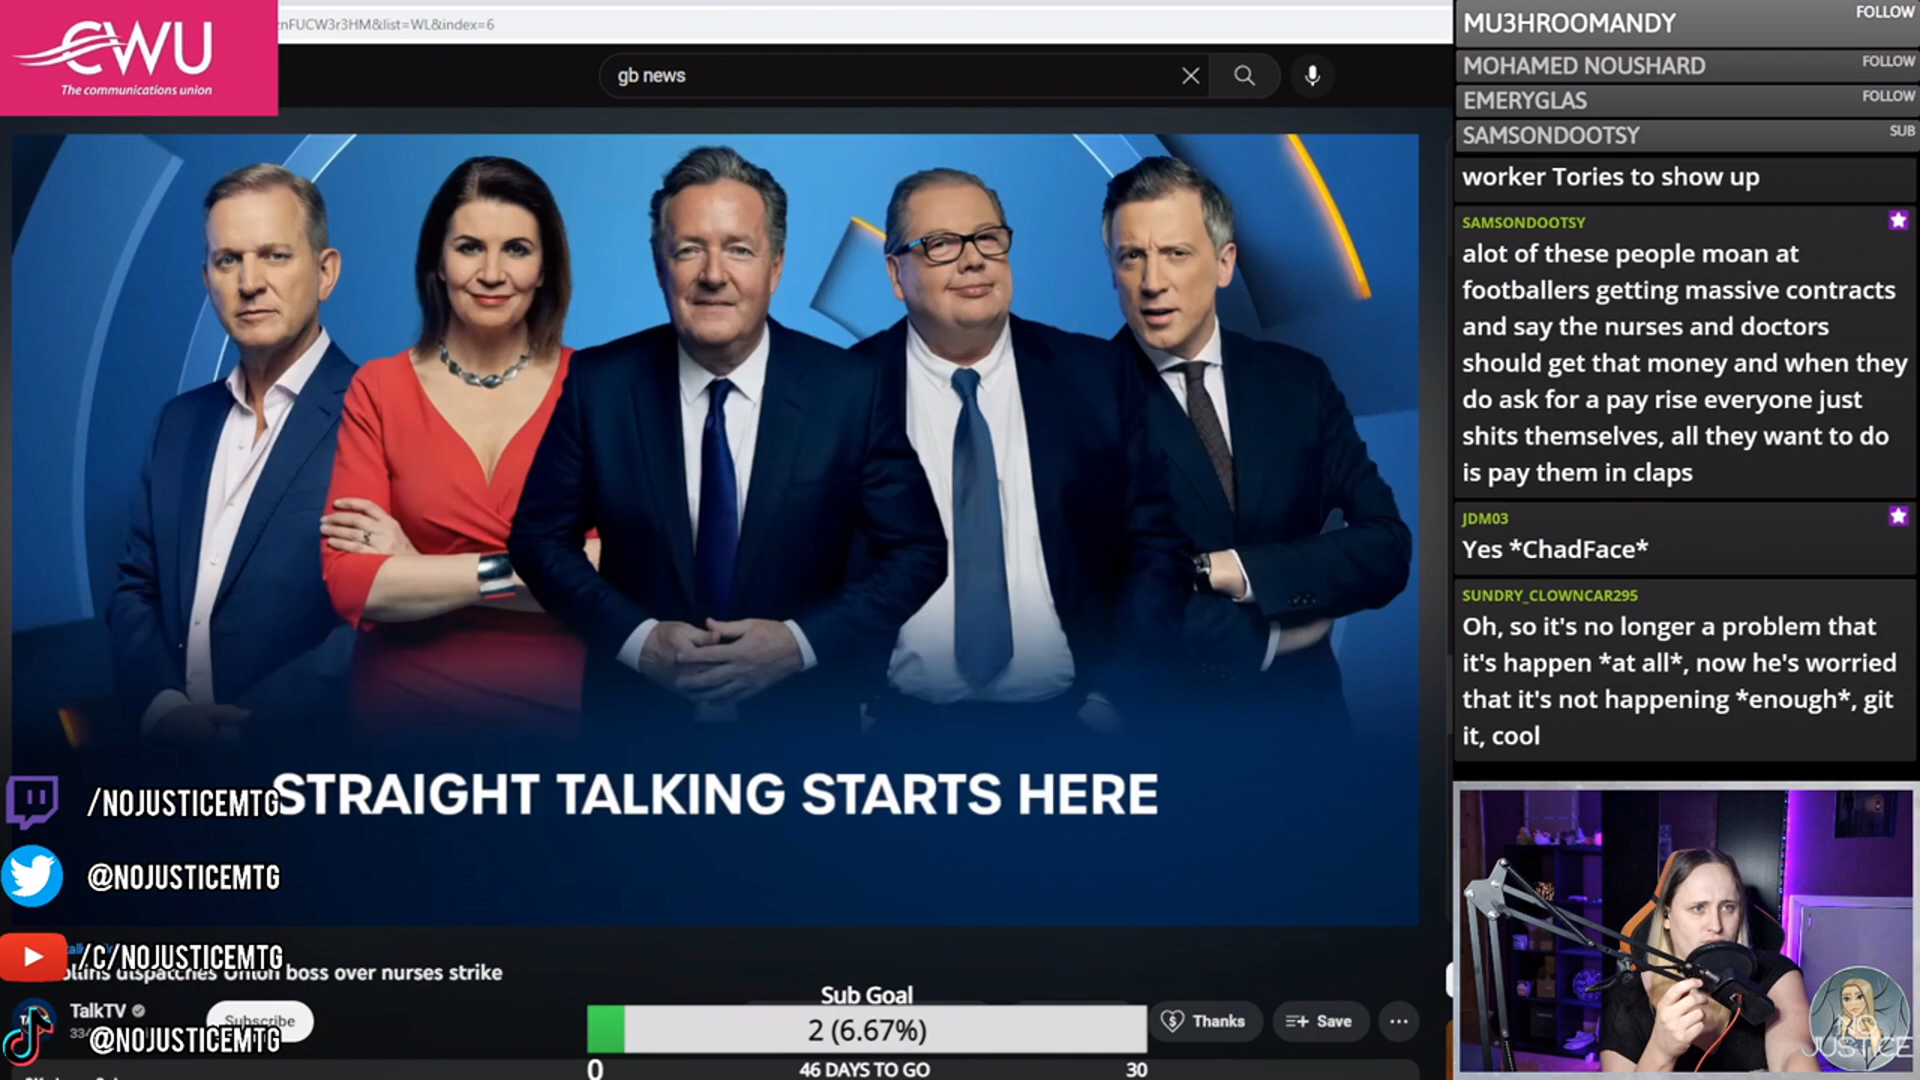 CWU
The communications union
nFUCW3r3HM&list=WL&index=6
gb news
STRAIGHT TALKING STARTS HERE
/NOJUSTICEMTG
@NOJUSTICEMTG
/C/NOJUSTICEMTG
dispatches Union boss over nurses strike
TalkTV
Subscribe
@NOJUSTICEMTG
Sub Goal
2 (6.67%)
0
46 DAYS TO GO
30
Thanks
Save
MU3HROOMANDY
FOLLOW
MOHAMED NOUSHARD
FOLLOW
EMERYGLAS
FOLLOW
SAMSONDOOTSY
SUB
worker Tories to show up
SAMSONDOOTSY
alot of these people moan at
footballers getting massive contracts
and say the nurses and doctors
should get that money and when they
do ask for a pay rise everyone just
shits themselves, all they want to do
is pay them in claps
JDM03
Yes *ChadFace*
SUNDRY_CLOWNCAR295
Oh, so it's no longer a problem that
it's happen *at all*, now he's worried
that it's not happening *enough*, git
it, cool
NO
JUSTICE